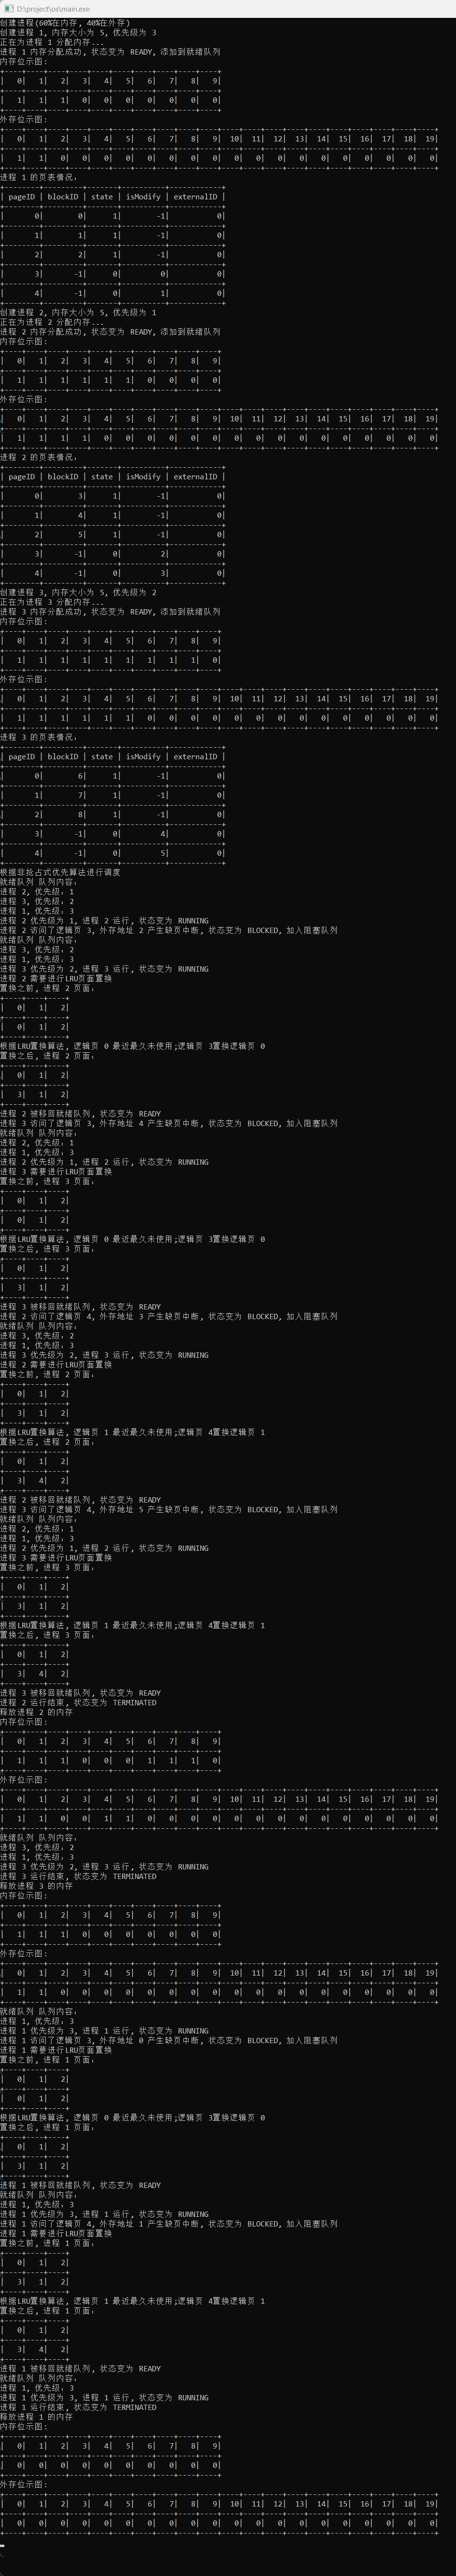 D:\project\os\main.exe
创建进程(60%在内存, 40%在外存)
创建进程 1, 内存大小为 5, 优先级为 3
正在为进程 1 分配内存...
进程 1 内存分配成功, 状态变为 READY, 添加到就绪队列
内存位示图:
+----+----+----+----+----+----+----+----+----+----+
|   0|   1|   2|   3|   4|   5|   6|   7|   8|   9|
+----+----+----+----+----+----+----+----+----+----+
|   1|   1|   1|   0|   0|   0|   0|   0|   0|   0|
+----+----+----+----+----+----+----+----+----+----+
外存位示图:
+----+----+----+----+----+----+----+----+----+----+----+----+----+----+----+----+----+----+----+----+
|   0|   1|   2|   3|   4|   5|   6|   7|   8|   9|  10|  11|  12|  13|  14|  15|  16|  17|  18|  19|
+----+----+----+----+----+----+----+----+----+----+----+----+----+----+----+----+----+----+----+----+
|   1|   1|   0|   0|   0|   0|   0|   0|   0|   0|   0|   0|   0|   0|   0|   0|   0|   0|   0|   0|
+----+----+----+----+----+----+----+----+----+----+----+----+----+----+----+----+----+----+----+----+
进程 1 的页表情况:
+--------+---------+-------+----------+------------+
| pageID | blockID | state | isModify | externalID |
+--------+---------+-------+----------+------------+
|       0|        0|      1|        -1|           0|
+--------+---------+-------+----------+------------+
|       1|        1|      1|        -1|           0|
+--------+---------+-------+----------+------------+
|       2|        2|      1|        -1|           0|
+--------+---------+-------+----------+------------+
|       3|       -1|      0|         0|           0|
+--------+---------+-------+----------+------------+
|       4|       -1|      0|         1|           0|
+--------+---------+-------+----------+------------+
创建进程 2, 内存大小为 5, 优先级为 1
正在为进程 2 分配内存...
进程 2 内存分配成功, 状态变为 READY, 添加到就绪队列
内存位示图:
+----+----+----+----+----+----+----+----+----+----+
|   0|   1|   2|   3|   4|   5|   6|   7|   8|   9|
+----+----+----+----+----+----+----+----+----+----+
|   1|   1|   1|   1|   1|   1|   0|   0|   0|   0|
+----+----+----+----+----+----+----+----+----+----+
外存位示图:
+----+----+----+----+----+----+----+----+----+----+----+----+----+----+----+----+----+----+----+----+
|   0|   1|   2|   3|   4|   5|   6|   7|   8|   9|  10|  11|  12|  13|  14|  15|  16|  17|  18|  19|
+----+----+----+----+----+----+----+----+----+----+----+----+----+----+----+----+----+----+----+----+
|   1|   1|   1|   1|   0|   0|   0|   0|   0|   0|   0|   0|   0|   0|   0|   0|   0|   0|   0|   0|
+----+----+----+----+----+----+----+----+----+----+----+----+----+----+----+----+----+----+----+----+
进程 2 的页表情况:
+--------+---------+-------+----------+------------+
| pageID | blockID | state | isModify | externalID |
+--------+---------+-------+----------+------------+
|       0|        3|      1|        -1|           0|
+--------+---------+-------+----------+------------+
|       1|        4|      1|        -1|           0|
+--------+---------+-------+----------+------------+
|       2|        5|      1|        -1|           0|
+--------+---------+-------+----------+------------+
|       3|       -1|      0|         2|           0|
+--------+---------+-------+----------+------------+
|       4|       -1|      0|         3|           0|
+--------+---------+-------+----------+------------+
创建进程 3, 内存大小为 5, 优先级为 2
正在为进程 3 分配内存...
进程 3 内存分配成功, 状态变为 READY, 添加到就绪队列
内存位示图:
+----+----+----+----+----+----+----+----+----+----+
|   0|   1|   2|   3|   4|   5|   6|   7|   8|   9|
+----+----+----+----+----+----+----+----+----+----+
|   1|   1|   1|   1|   1|   1|   1|   1|   1|   0|
+----+----+----+----+----+----+----+----+----+----+
外存位示图:
+----+----+----+----+----+----+----+----+----+----+----+----+----+----+----+----+----+----+----+----+
|   0|   1|   2|   3|   4|   5|   6|   7|   8|   9|  10|  11|  12|  13|  14|  15|  16|  17|  18|  19|
+----+----+----+----+----+----+----+----+----+----+----+----+----+----+----+----+----+----+----+----+
|   1|   1|   1|   1|   1|   1|   0|   0|   0|   0|   0|   0|   0|   0|   0|   0|   0|   0|   0|   0|
+----+----+----+----+----+----+----+----+----+----+----+----+----+----+----+----+----+----+----+----+
进程 3 的页表情况:
+--------+---------+-------+----------+------------+
| pageID | blockID | state | isModify | externalID |
+--------+---------+-------+----------+------------+
|       0|        6|      1|        -1|           0|
+--------+---------+-------+----------+------------+
|       1|        7|      1|        -1|           0|
+--------+---------+-------+----------+------------+
|       2|        8|      1|        -1|           0|
+--------+---------+-------+----------+------------+
|       3|       -1|      0|         4|           0|
+--------+---------+-------+----------+------------+
|       4|       -1|      0|         5|           0|
+--------+---------+-------+----------+------------+
根据非抢占式优先算法进行调度
就绪队列 队列内容:
进程 2, 优先级: 1
进程 3, 优先级: 2
进程 1, 优先级: 3
进程 2 优先级为 1, 进程 2 运行, 状态变为 RUNNING
进程 2 访问了逻辑页 3, 外存地址 2 产生缺页中断, 状态变为 BLOCKED, 加入阻塞队列
就绪队列 队列内容:
进程 3, 优先级: 2
进程 1, 优先级: 3
进程 3 优先级为 2, 进程 3 运行, 状态变为 RUNNING
进程 2 需要进行LRU页面置换
置换之前, 进程 2 页面:
+----+----+----+
|   0|   1|   2|
+----+----+----+
|   0|   1|   2|
+----+----+----+
根据LRU置换算法, 逻辑页 0 最近最久未使用;逻辑页 3置换逻辑页 0
置换之后, 进程 2 页面:
+----+----+----+
|   0|   1|   2|
+----+----+----+
|   3|   1|   2|
+----+----+----+
进程 2 被移回就绪队列, 状态变为 READY
进程 3 访问了逻辑页 3, 外存地址 4 产生缺页中断, 状态变为 BLOCKED, 加入阻塞队列
就绪队列 队列内容:
进程 2, 优先级: 1
进程 1, 优先级: 3
进程 2 优先级为 1, 进程 2 运行, 状态变为 RUNNING
进程 3 需要进行LRU页面置换
置换之前, 进程 3 页面:
+----+----+----+
|   0|   1|   2|
+----+----+----+
|   0|   1|   2|
+----+----+----+
根据LRU置换算法, 逻辑页 0 最近最久未使用;逻辑页 3置换逻辑页 0
置换之后, 进程 3 页面:
+----+----+----+
|   0|   1|   2|
+----+----+----+
|   3|   1|   2|
+----+----+----+
进程 3 被移回就绪队列, 状态变为 READY
进程 2 访问了逻辑页 4, 外存地址 3 产生缺页中断, 状态变为 BLOCKED, 加入阻塞队列
就绪队列 队列内容:
进程 3, 优先级: 2
进程 1, 优先级: 3
进程 3 优先级为 2, 进程 3 运行, 状态变为 RUNNING
进程 2 需要进行LRU页面置换
置换之前, 进程 2 页面:
+----+----+----+
|   0|   1|   2|
+----+----+----+
|   3|   1|   2|
+----+----+----+
根据LRU置换算法, 逻辑页 1 最近最久未使用;逻辑页 4置换逻辑页 1
置换之后, 进程 2 页面:
+----+----+----+
|   0|   1|   2|
+----+----+----+
|   3|   4|   2|
+----+----+----+
进程 2 被移回就绪队列, 状态变为 READY
进程 3 访问了逻辑页 4, 外存地址 5 产生缺页中断, 状态变为 BLOCKED, 加入阻塞队列
就绪队列 队列内容:
进程 2, 优先级: 1
进程 1, 优先级: 3
进程 2 优先级为 1, 进程 2 运行, 状态变为 RUNNING
进程 3 需要进行LRU页面置换
置换之前, 进程 3 页面:
+----+----+----+
|   0|   1|   2|
+----+----+----+
|   3|   1|   2|
+----+----+----+
根据LRU置换算法, 逻辑页 1 最近最久未使用;逻辑页 4置换逻辑页 1
置换之后, 进程 3 页面:
+----+----+----+
|   0|   1|   2|
+----+----+----+
|   3|   4|   2|
+----+----+----+
进程 3 被移回就绪队列, 状态变为 READY
进程 2 运行结束, 状态变为 TERMINATED
释放进程 2 的内存
内存位示图:
+----+----+----+----+----+----+----+----+----+----+
|   0|   1|   2|   3|   4|   5|   6|   7|   8|   9|
+----+----+----+----+----+----+----+----+----+----+
|   1|   1|   1|   0|   0|   0|   1|   1|   1|   0|
+----+----+----+----+----+----+----+----+----+----+
外存位示图:
+----+----+----+----+----+----+----+----+----+----+----+----+----+----+----+----+----+----+----+----+
|   0|   1|   2|   3|   4|   5|   6|   7|   8|   9|  10|  11|  12|  13|  14|  15|  16|  17|  18|  19|
+----+----+----+----+----+----+----+----+----+----+----+----+----+----+----+----+----+----+----+----+
|   1|   1|   0|   0|   1|   1|   0|   0|   0|   0|   0|   0|   0|   0|   0|   0|   0|   0|   0|   0|
+----+----+----+----+----+----+----+----+----+----+----+----+----+----+----+----+----+----+----+----+
就绪队列 队列内容:
进程 3, 优先级: 2
进程 1, 优先级: 3
进程 3 优先级为 2, 进程 3 运行, 状态变为 RUNNING
进程 3 运行结束, 状态变为 TERMINATED
释放进程 3 的内存
内存位示图:
+----+----+----+----+----+----+----+----+----+----+
|   0|   1|   2|   3|   4|   5|   6|   7|   8|   9|
+----+----+----+----+----+----+----+----+----+----+
|   1|   1|   1|   0|   0|   0|   0|   0|   0|   0|
+----+----+----+----+----+----+----+----+----+----+
外存位示图:
+----+----+----+----+----+----+----+----+----+----+----+----+----+----+----+----+----+----+----+----+
|   0|   1|   2|   3|   4|   5|   6|   7|   8|   9|  10|  11|  12|  13|  14|  15|  16|  17|  18|  19|
+----+----+----+----+----+----+----+----+----+----+----+----+----+----+----+----+----+----+----+----+
|   1|   1|   0|   0|   0|   0|   0|   0|   0|   0|   0|   0|   0|   0|   0|   0|   0|   0|   0|   0|
+----+----+----+----+----+----+----+----+----+----+----+----+----+----+----+----+----+----+----+----+
就绪队列 队列内容:
进程 1, 优先级: 3
进程 1 优先级为 3, 进程 1 运行, 状态变为 RUNNING
进程 1 访问了逻辑页 3, 外存地址 0 产生缺页中断, 状态变为 BLOCKED, 加入阻塞队列
进程 1 需要进行LRU页面置换
置换之前, 进程 1 页面:
+----+----+----+
|   0|   1|   2|
+----+----+----+
|   0|   1|   2|
+----+----+----+
根据LRU置换算法, 逻辑页 0 最近最久未使用;逻辑页 3置换逻辑页 0
置换之后, 进程 1 页面:
+----+----+----+
|   0|   1|   2|
+----+----+----+
|   3|   1|   2|
+----+----+----+
进程 1 被移回就绪队列, 状态变为 READY
就绪队列 队列内容:
进程 1, 优先级: 3
进程 1 优先级为 3, 进程 1 运行, 状态变为 RUNNING
进程 1 访问了逻辑页 4, 外存地址 1 产生缺页中断, 状态变为 BLOCKED, 加入阻塞队列
进程 1 需要进行LRU页面置换
置换之前, 进程 1 页面:
+----+----+----+
|   0|   1|   2|
+----+----+----+
|   3|   1|   2|
+----+----+----+
根据LRU置换算法, 逻辑页 1 最近最久未使用;逻辑页 4置换逻辑页 1
置换之后, 进程 1 页面:
+----+----+----+
|   0|   1|   2|
+----+----+----+
|   3|   4|   2|
+----+----+----+
进程 1 被移回就绪队列, 状态变为 READY
就绪队列 队列内容:
进程 1, 优先级: 3
进程 1 优先级为 3, 进程 1 运行, 状态变为 RUNNING
进程 1 运行结束, 状态变为 TERMINATED
释放进程 1 的内存
内存位示图:
+----+----+----+----+----+----+----+----+----+----+
|   0|   1|   2|   3|   4|   5|   6|   7|   8|   9|
+----+----+----+----+----+----+----+----+----+----+
|   0|   0|   0|   0|   0|   0|   0|   0|   0|   0|
+----+----+----+----+----+----+----+----+----+----+
外存位示图:
+----+----+----+----+----+----+----+----+----+----+----+----+----+----+----+----+----+----+----+----+
|   0|   1|   2|   3|   4|   5|   6|   7|   8|   9|  10|  11|  12|  13|  14|  15|  16|  17|  18|  19|
+----+----+----+----+----+----+----+----+----+----+----+----+----+----+----+----+----+----+----+----+
|   0|   0|   0|   0|   0|   0|   0|   0|   0|   0|   0|   0|   0|   0|   0|   0|   0|   0|   0|   0|
+----+----+----+----+----+----+----+----+----+----+----+----+----+----+----+----+----+----+----+----+